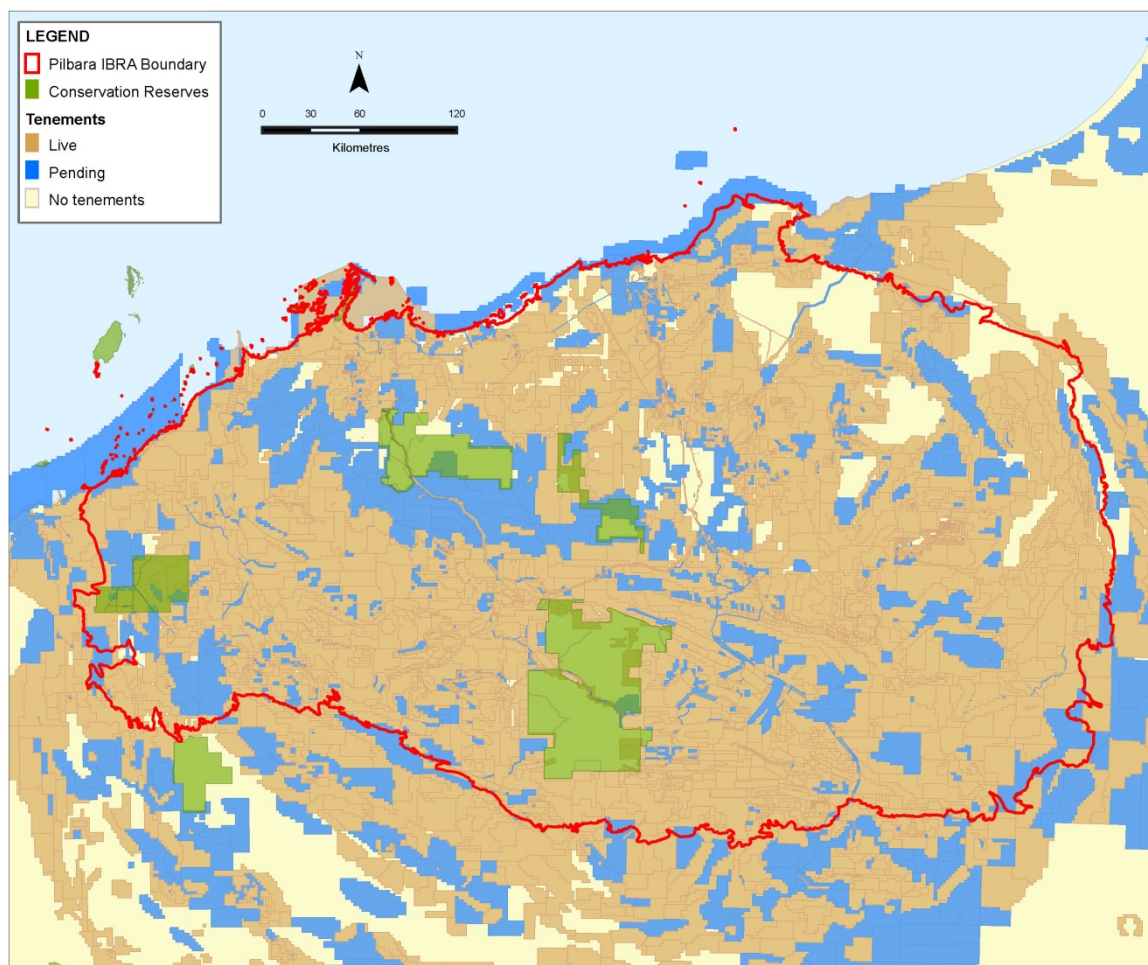 LEGEND
Pilbara IBRA Boundary
Conservation Reserves
Tenements
Live
Pending
No tenements
N
0 30 60 120
Kilometres